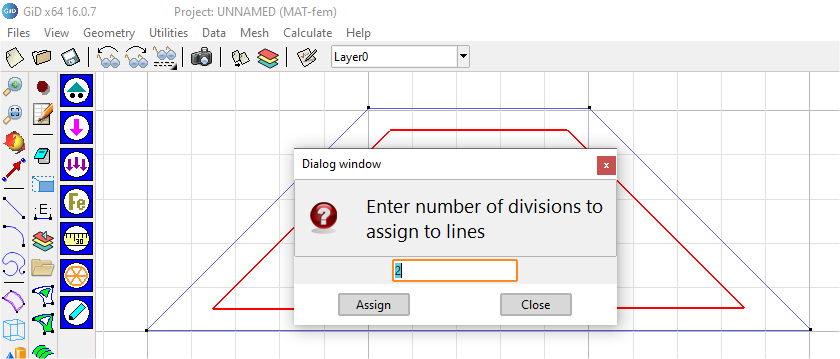 GiD x64 16.0.7 Project: UNNAMED (MAT-fem)
Files View Geometry Utilities Data Mesh Calculate Help
Layer0
Dialog window
x
Enter number of divisions to
assign to lines
2
Assign Close
Fe
30
E